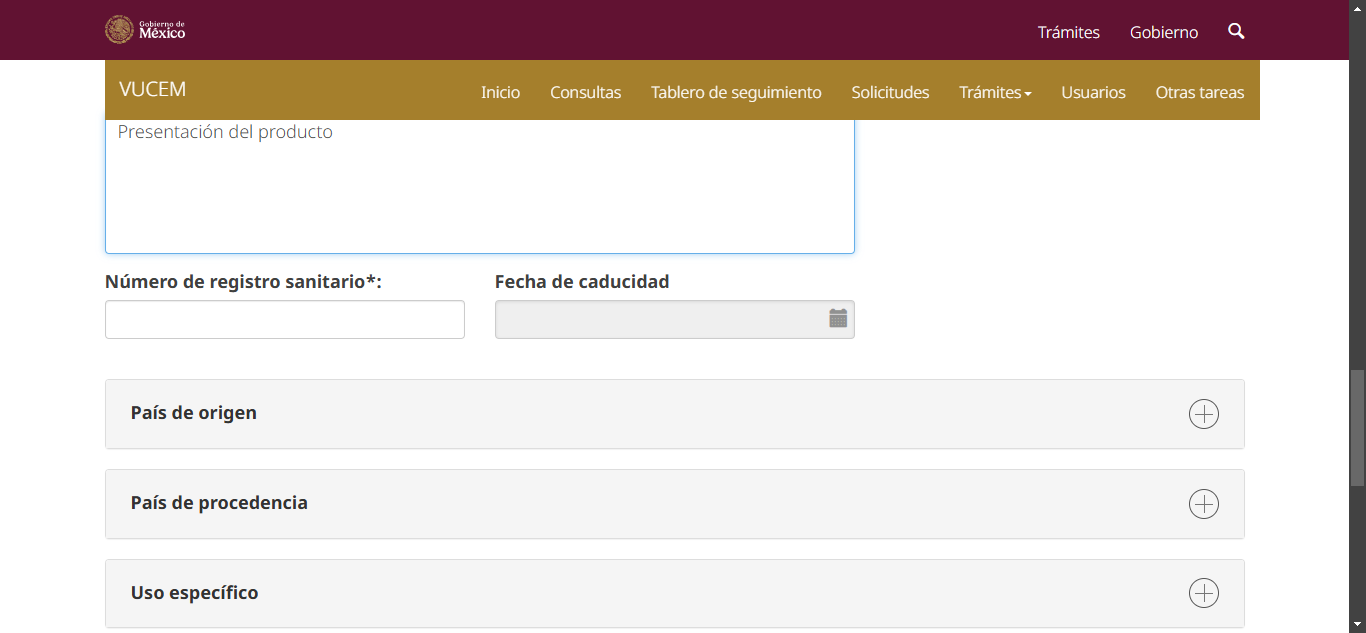 Gobierno de
México
Trámites
Gobierno
VUCEM
Inicio
Consultas
Tablero de seguimiento
Solicitudes
Trámites
Usuarios
Otras tareas
Presentación del producto
Número de registro sanitario*:
Fecha de caducidad
País de origen
País de procedencia
Uso específico